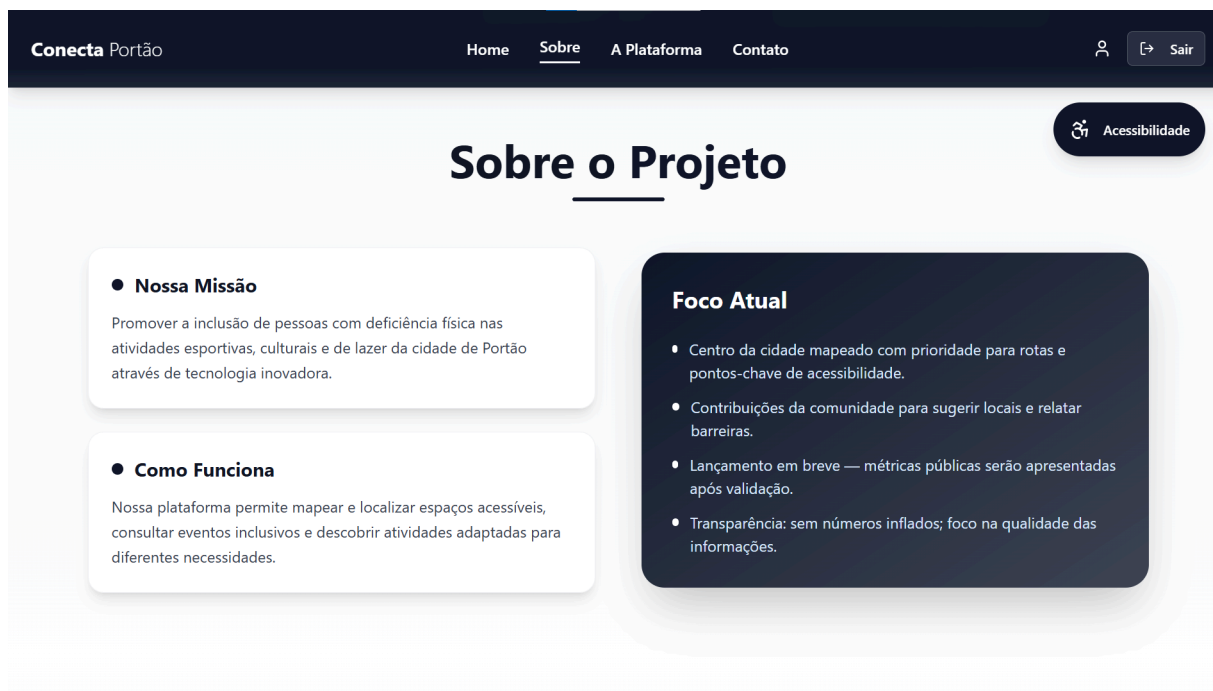 Conecta Portão
Home
Sobre
A Plataforma
Contato
Sair
Acessibilidade
Sobre o Projeto
Nossa Missão
Promover a inclusão de pessoas com deficiência física nas
atividades esportivas, culturais e de lazer da cidade de Portão
através de tecnologia inovadora.
Como Funciona
Nossa plataforma permite mapear e localizar espaços acessíveis,
consultar eventos inclusivos e descobrir atividades adaptadas para
diferentes necessidades.
Foco Atual
Centro da cidade mapeado com prioridade para rotas e
pontos-chave de acessibilidade.
Contribuições da comunidade para sugerir locais e relatar
barreiras.
Lançamento em breve — métricas públicas serão apresentadas
após validação.
Transparência: sem números inflados; foco na qualidade das
informações.